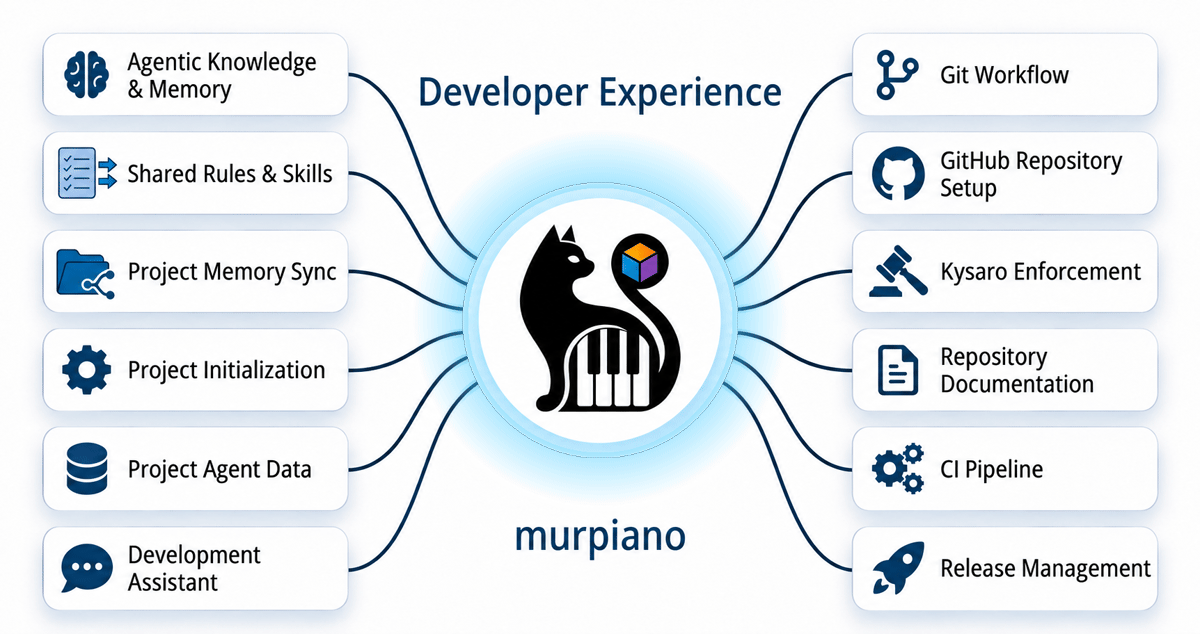 Developer Experience
Agentic Knowledge
& Memory
Shared Rules & Skills
Project Memory Sync
Project Initialization
Project Agent Data
Development
Assistant
Git Workflow
GitHub Repository
Setup
Kysaro Enforcement
Repository
Documentation
CI Pipeline
Release Management
murpiano